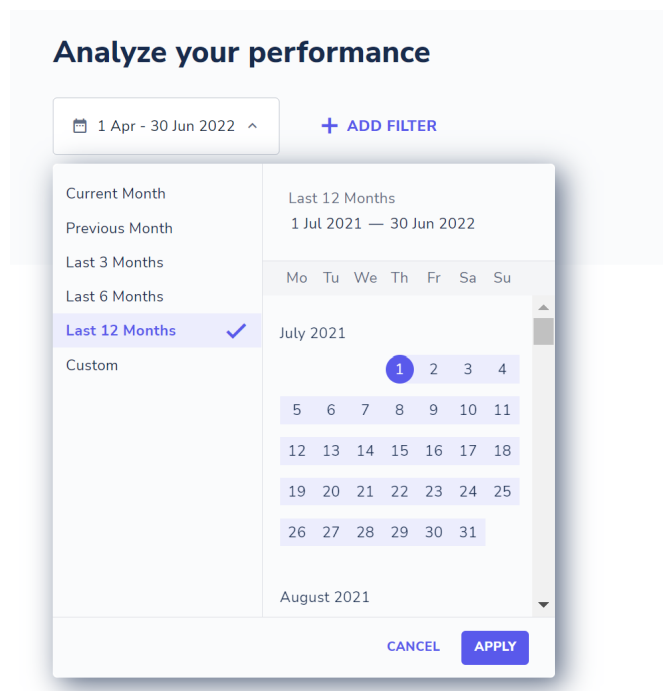 Analyze your performance
1 Apr - 30 Jun 2022
ADD FILTER
Current Month
Previous Month
Last 3 Months
Last 6 Months
Last 12 Months
Custom
Last 12 Months
1 Jul 2021 — 30 Jun 2022
Mo Tu We Th Fr Sa Su
July 2021
1 2 3 4
5 6 7 8 9 10 11
12 13 14 15 16 17 18
19 20 21 22 23 24 25
26 27 28 29 30 31
August 2021
CANCEL
APPLY